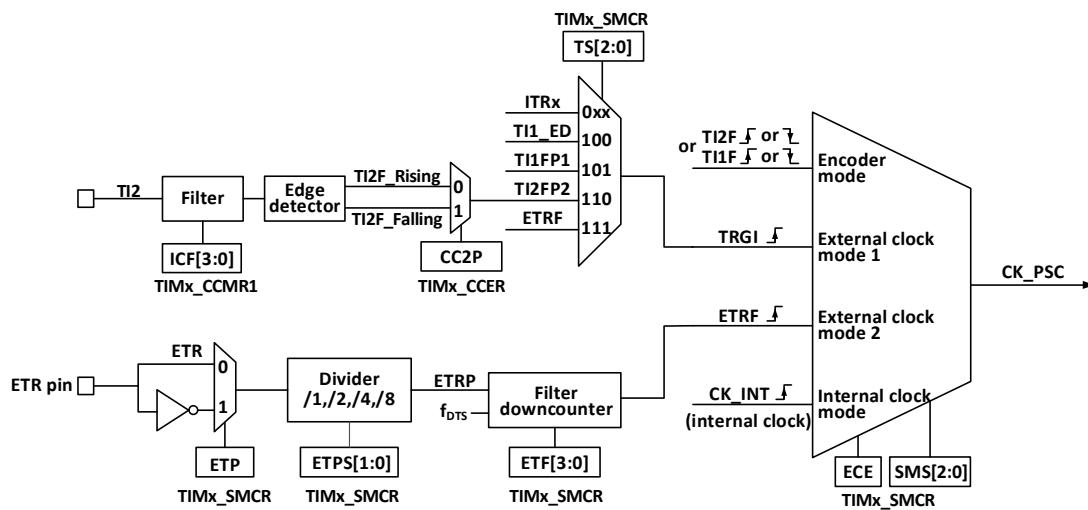 TIMx_SMCR
TS[2:0]
ITRx
0xx
TI1_ED
100
TI1FP1
101
TI2FP2
110
ETRF
111
TI2
Filter
Edge
detector
TI2F_Rising
TI2F_Falling
0
1
ICF[3:0]
TIMx_CCMR1
CC2P
TIMx_CCER
or TI2F or
TI1F or
Encoder
mode
TRGI
External clock
mode 1
CK_PSC
ETRF
External clock
mode 2
CK_INT
(internal clock)
Internal clock
mode
ECE
SMS[2:0]
TIMx_SMCR
ETR pin
ETR
0
1
Divider
/1,/2,/4,/8
ETRP
fDTS
Filter
downcounter
ETP
TIMx_SMCR
ETPS[1:0]
TIMx_SMCR
ETF[3:0]
TIMx_SMCR